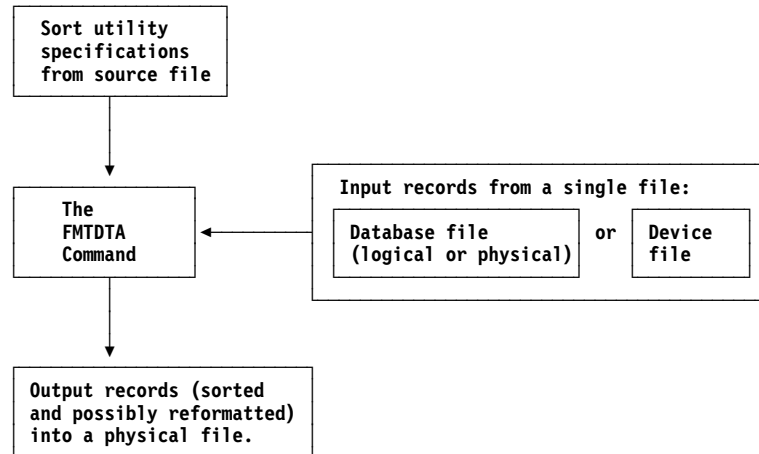 Sort utility
specifications
from source file
Input records from a single file:
The
FMTDTA
Command
Database file
(logical or physical)
or
Device
file
Output records (sorted
and possibly reformatted)
into a physical file.